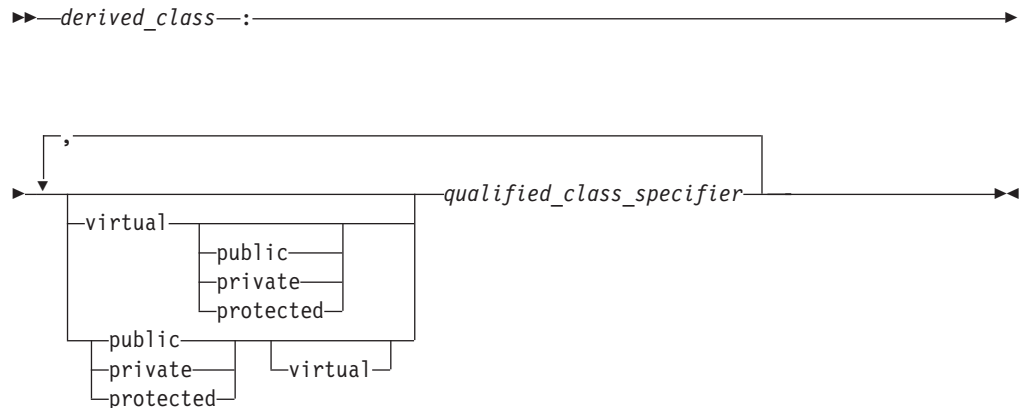 derived_class :
,
qualified_class_specifier
virtual
public
private
protected
public
private virtual
protected